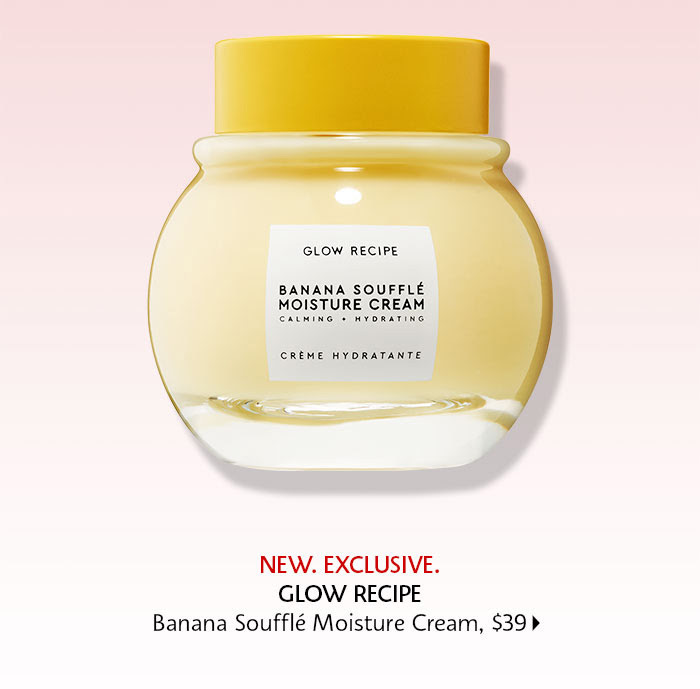 GLOW RECIPE
BANANA SOUFFLÉ
MOISTURE CREAM
CALMING + HYDRATING
CRÈME HYDRATANTE
NEW. EXCLUSIVE.
GLOW RECIPE
Banana Soufflé Moisture Cream, $39